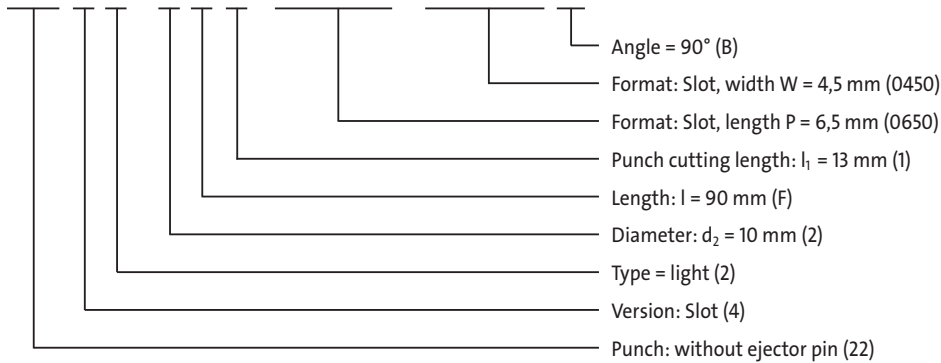 Angle = 90° (B)
Format: Slot, width W = 4,5 mm (0450)
Format: Slot, length P = 6,5 mm (0650)
Punch cutting length: l₁ = 13 mm (1)
Length: l = 90 mm (F)
Diameter: d₂ = 10 mm (2)
Type = light (2)
Version: Slot (4)
Punch: without ejector pin (22)